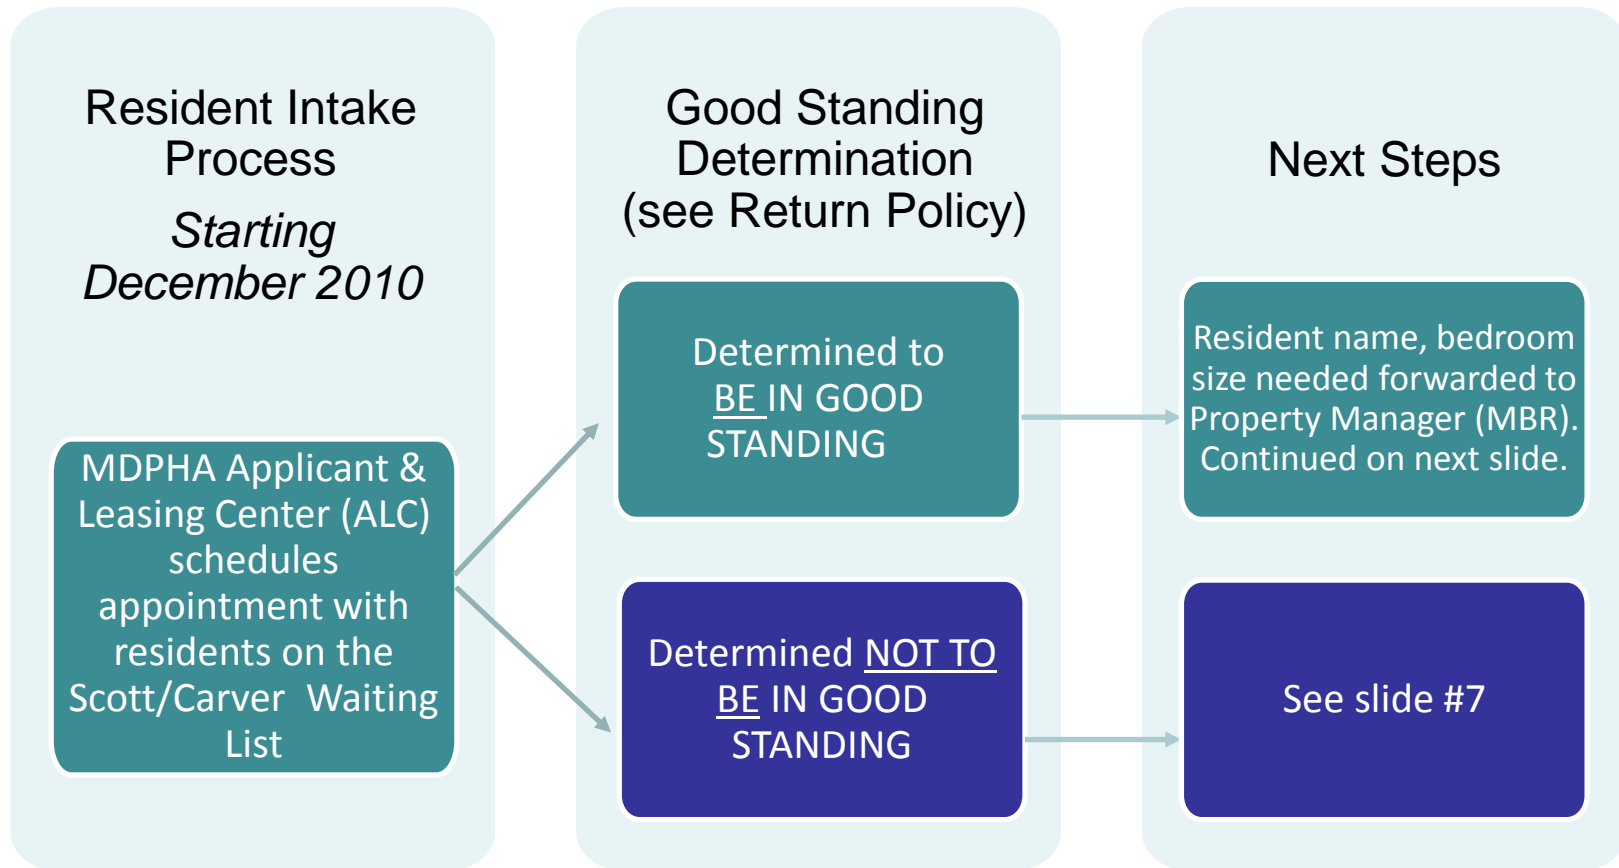 Resident Intake
Process
Starting
December 2010
MDPHA Applicant &
Leasing Center (ALC)
schedules
appointment with
residents on the
Scott/Carver Waiting
List
Good Standing
Determination
(see Return Policy)
Determined to
BE IN GOOD
STANDING
Determined NOT TO
BE IN GOOD
STANDING
Next Steps
Resident name, bedroom
size needed forwarded to
Property Manager (MBR).
Continued on next slide.
See slide #7